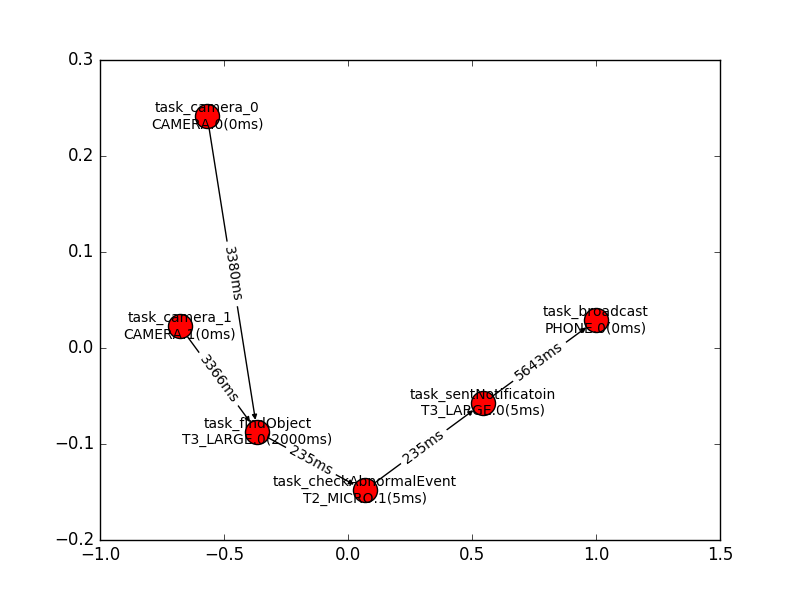 0.3
0.2
0.1
0.0
−0.1
−0.2
−1.0
−0.5
0.0
0.5
1.0
1.5
task_camera_0
CAMERA.0(0ms)
3380ms
task_camera_1
CAMERA.1(0ms)
3366ms
task_findObject
T3_LARGE.0(2000ms)
235ms
task_checkAbnormalEvent
T2_MICRO.1(5ms)
235ms
task_sentNotificatoin
T3_LARGE.0(5ms)
5643ms
task_broadcast
PHONE.0(0ms)